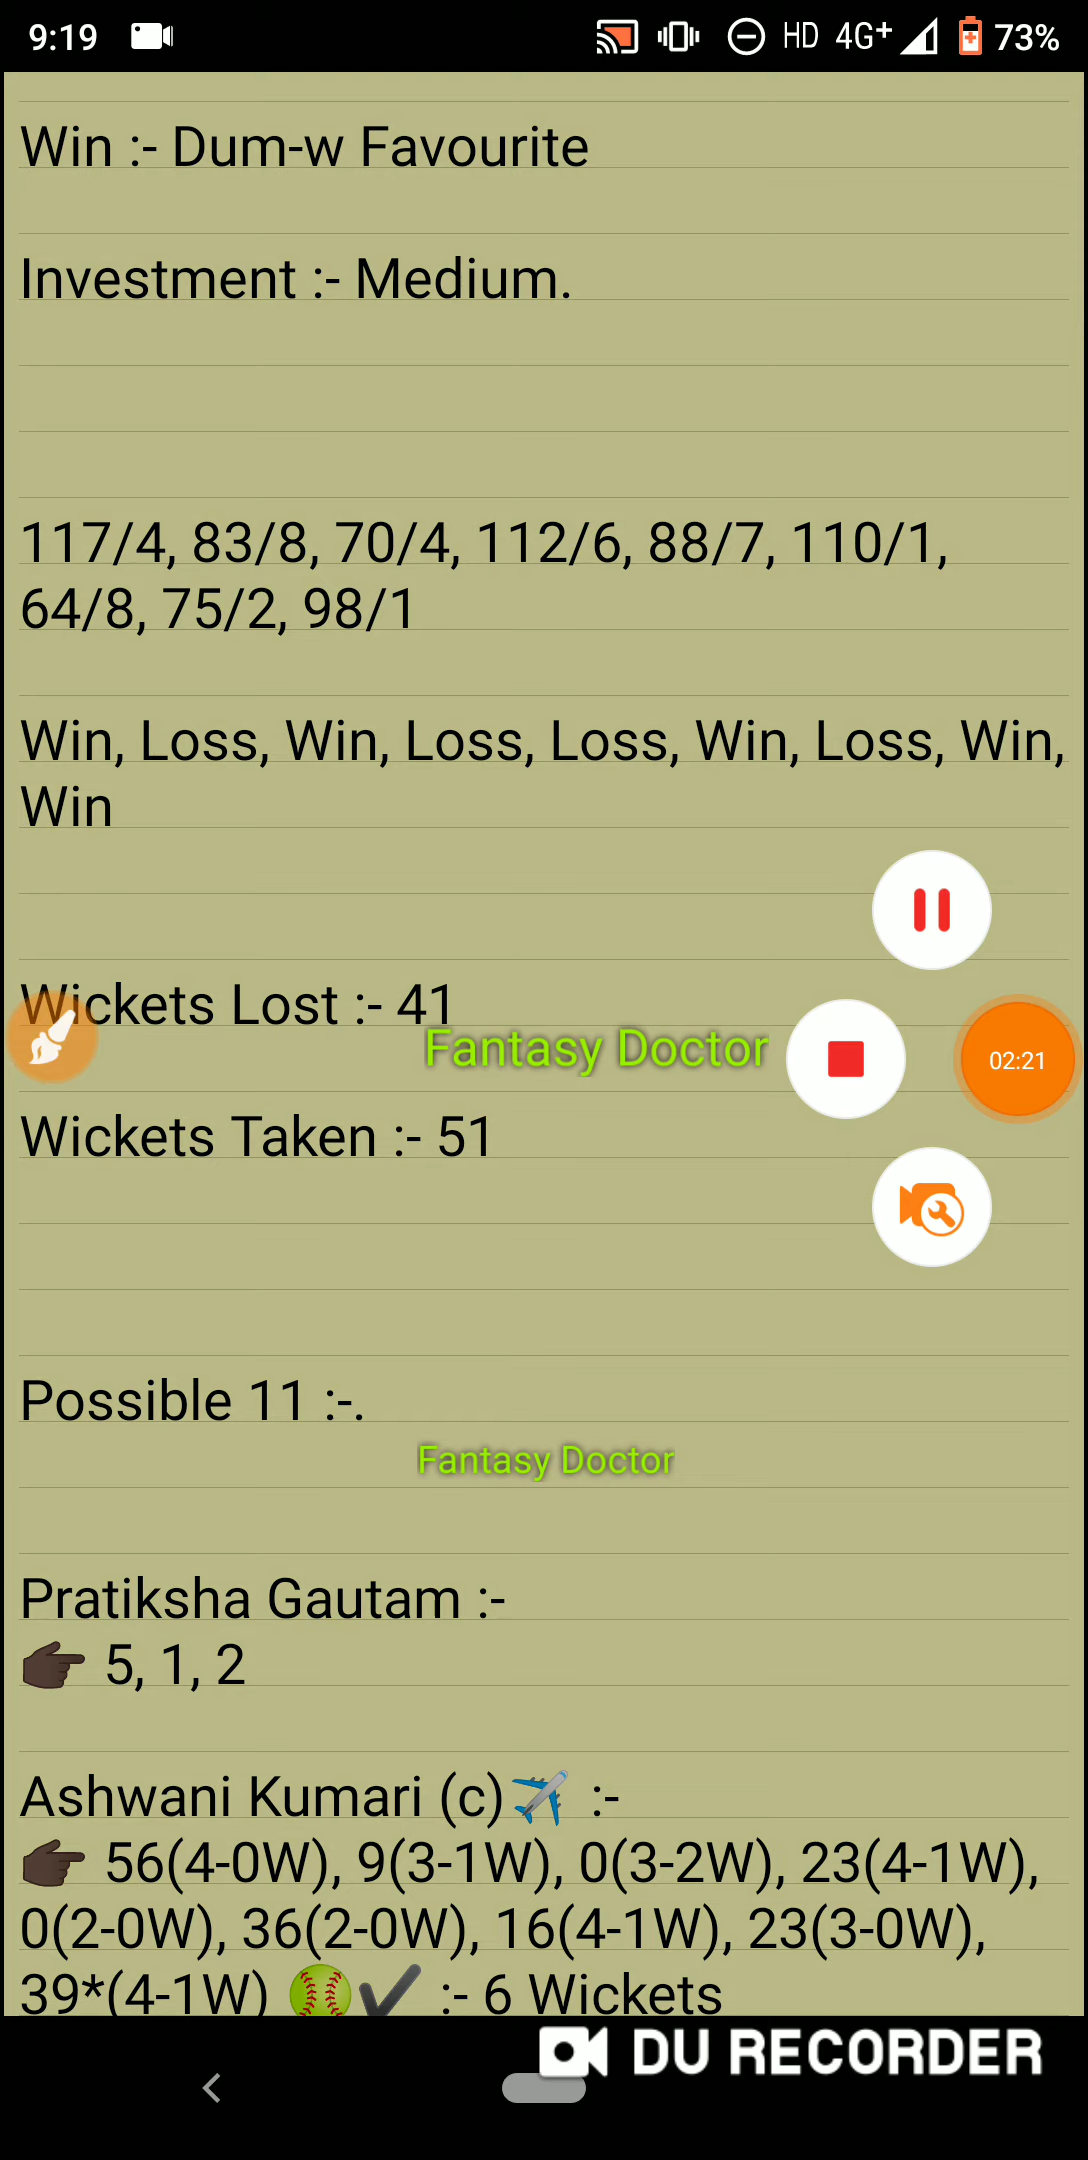 9:19 HD 4G+ 73%
Win :- Dum-w Favourite
Investment :- Medium.
117/4, 83/8, 70/4, 112/6, 88/7, 110/1,
64/8, 75/2, 98/1
Win, Loss, Win, Loss, Loss, Win, Loss, Win,
Win
Wickets Lost :- 41
Fantasy Doctor
02:21
Wickets Taken :- 51
Possible 11 :-.
Fantasy Doctor
Pratiksha Gautam :-
👉🏿 5, 1, 2
Ashwani Kumari (c)✈️ :-
👉🏿 56(4-0W), 9(3-1W), 0(3-2W), 23(4-1W),
0(2-0W), 36(2-0W), 16(4-1W), 23(3-0W),
39*(4-1W) 🥎✔️ :- 6 Wickets
DU RECORDER